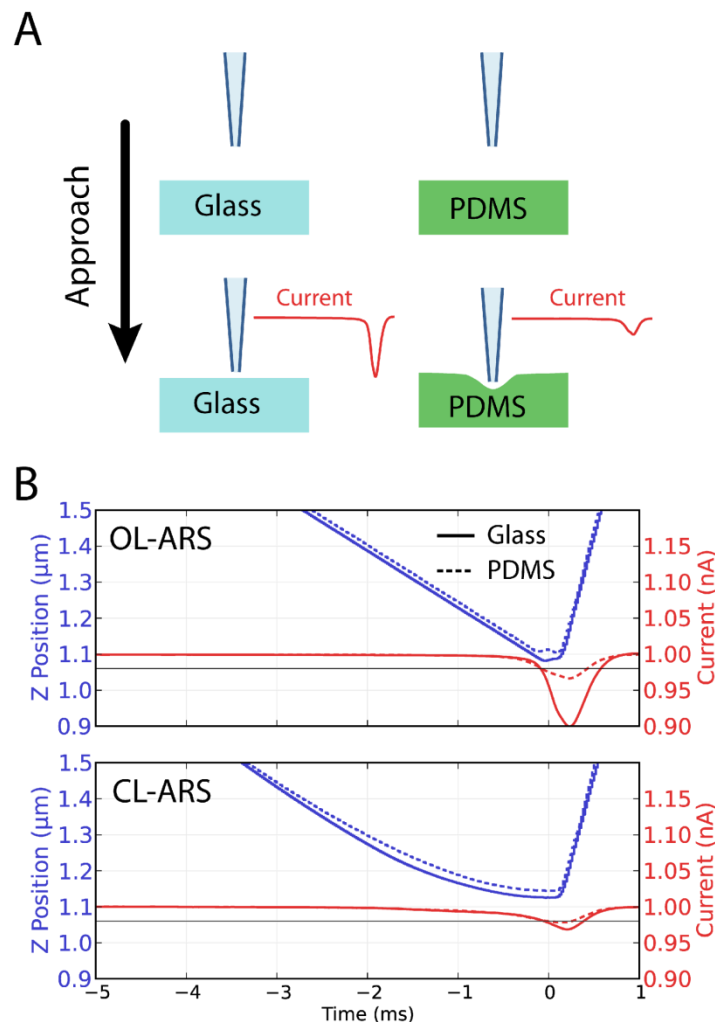 A
Approach
Glass
PDMS
Current
Current
Glass
PDMS
B
OL-ARS
Glass
PDMS
Z Position (µm)
1.5
1.4
1.3
1.2
1.1
1.0
0.9
1.15
1.10
1.05
1.00
0.95
0.90
Current (nA)
CL-ARS
Z Position (µm)
1.5
1.4
1.3
1.2
1.1
1.0
0.9
1.15
1.10
1.05
1.00
0.95
0.90
Current (nA)
−5 −4 −3 −2 −1 0 1
Time (ms)